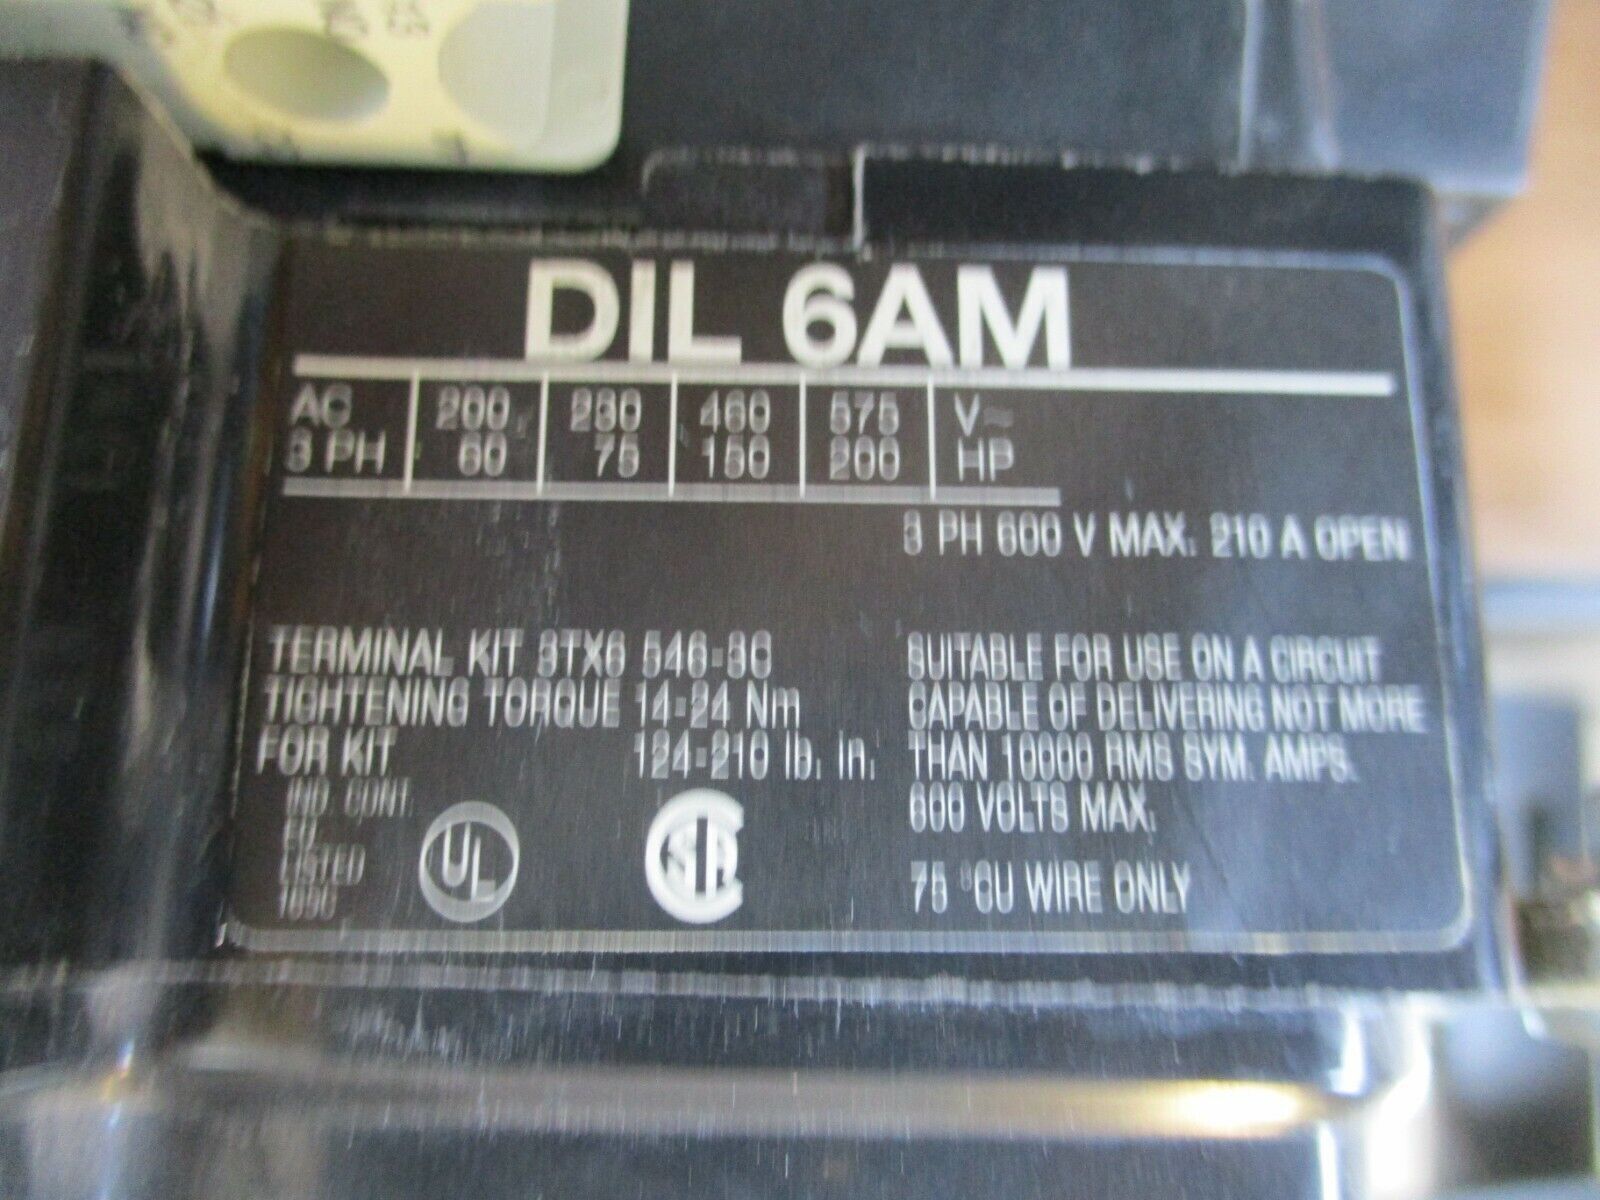 DIL 6AM
AC 200 230 460 575 V≈
3 PH 60 75 150 200 HP
3 PH 600 V MAX. 210 A OPEN
TERMINAL KIT 3TX6 546-3C
TIGHTENING TORQUE 14-24 Nm
FOR KIT 124-210 lb. in.
IND. CONT.
EQ.
LISTED
UL
SUITABLE FOR USE ON A CIRCUIT
CAPABLE OF DELIVERING NOT MORE
THAN 10000 RMS SYM. AMPS.
600 VOLTS MAX.
75 °CU WIRE ONLY